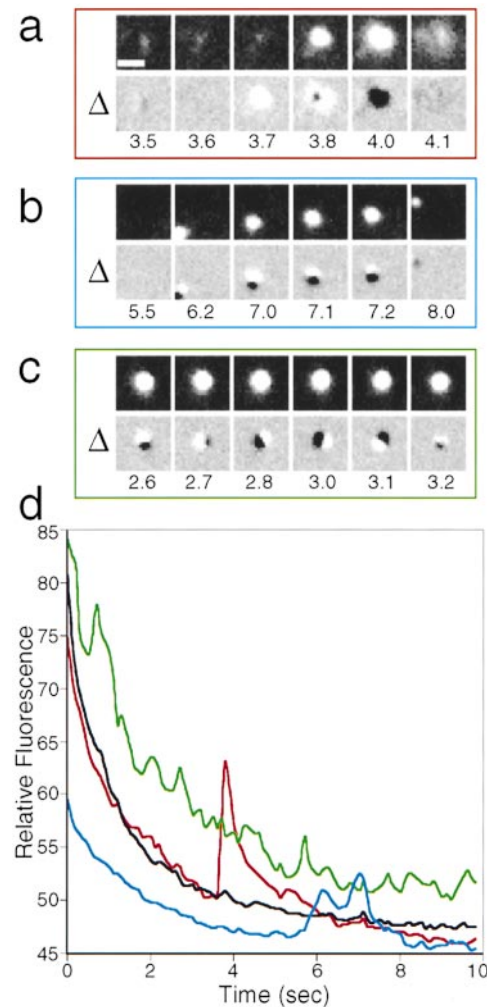 a
Δ
3.5 3.6 3.7 3.8 4.0 4.1
b
Δ
5.5 6.2 7.0 7.1 7.2 8.0
c
Δ
2.6 2.7 2.8 3.0 3.1 3.2
d
Relative Fluorescence
85
80
75
70
65
60
55
50
45
0 2 4 6 8 10
Time (sec)